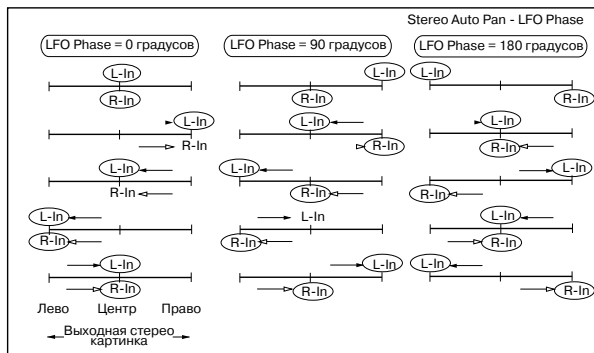 Stereo Auto Pan - LFO Phase
LFO Phase = 0 градусов
LFO Phase = 90 градусов
LFO Phase = 180 градусов
L-In
R-In
L-In
R-In
L-In
R-In
L-In
R-In
L-In
R-In
L-In
R-In
L-In
R-In
L-In
R-In
L-In
R-In
L-In
R-In
L-In
R-In
L-In
R-In
L-In
R-In
L-In
R-In
L-In
R-In
Лево Центр Право
Выходная стерео
картинка